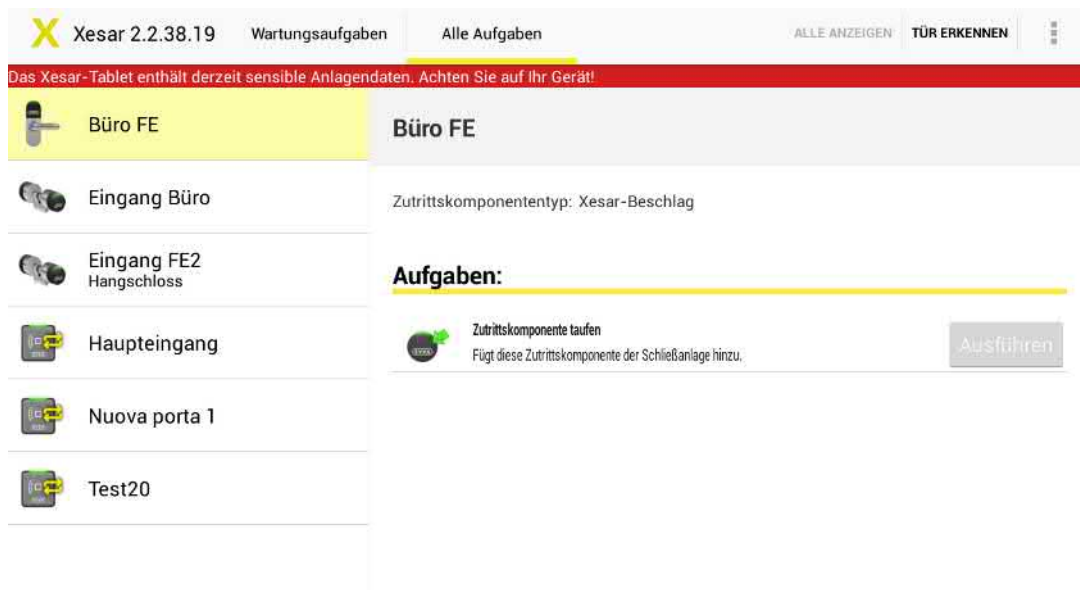 X Xesar 2.2.38.19 Wartungsaufgaben Alle Aufgaben ALLE ANZEIGEN TÜR ERKENNEN
Das Xesar-Tablet enthält derzeit sensible Anlagendaten. Achten Sie auf Ihr Gerät!
Büro FE
Eingang Büro
Eingang FE2
Hangschloss
Haupteingang
Nuova porta 1
Test20
Büro FE
Zutrittskomponententyp: Xesar-Beschlag
Aufgaben:
Zutrittskomponente taufen
Fügt diese Zutrittskomponente der Schließanlage hinzu.
Ausführen